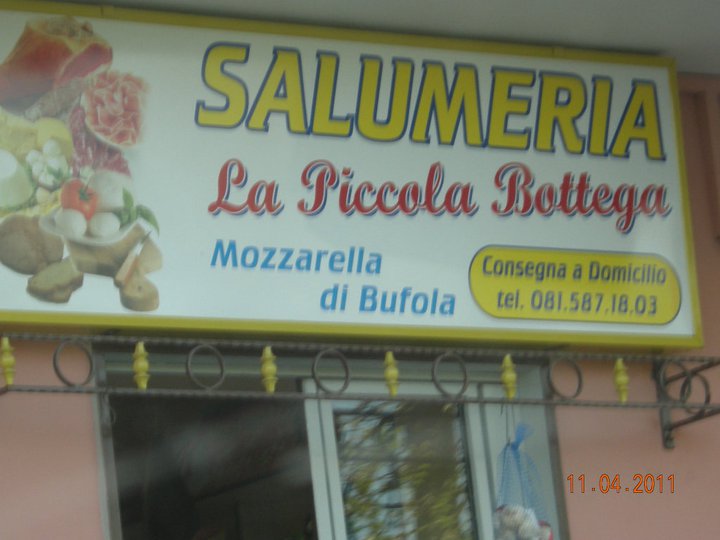 SALUMERIA
La Piccola Bottega
Mozzarella
di Bufola
Consegna a Domicilio
tel. 081.587.18.03
11.04.2011